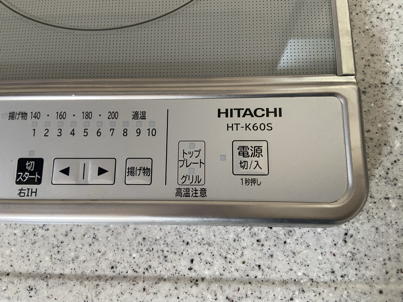 揚げ物 140 ・ 160 ・ 180 ・ 200 適温
1 2 3 4 5 6 7 8 9 10
HITACHI
HT-K60S
切
スタート
右IH
揚げ物
トップ
プレート
グリル
高温注意
電源
切/入
1秒押し